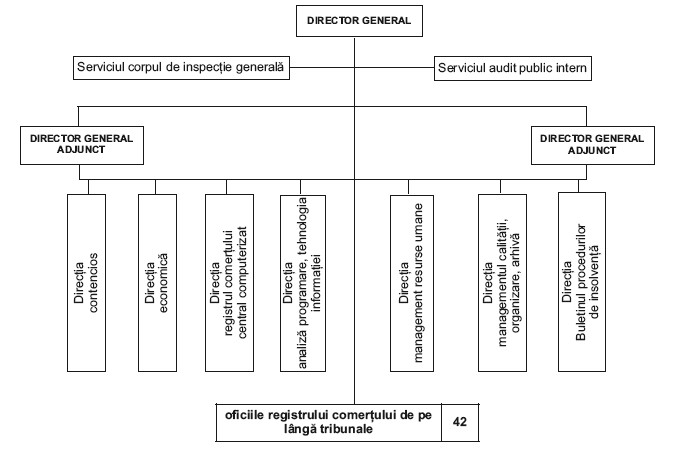 DIRECTOR GENERAL
Serviciul corpul de inspecție generală
Serviciul audit public intern
DIRECTOR GENERAL
ADJUNCT
DIRECTOR GENERAL
ADJUNCT
Direcția
contencios
Direcția
economică
Direcția
registrul comerțului
central computerizat
Direcția
analiză programare, tehnologia
informației
Direcția
management resurse umane
Direcția
managementul calității,
organizare, arhivă
Direcția
Buletinul procedurilor
de insolvență
oficiile registrului comerțului de pe
lângă tribunale
42